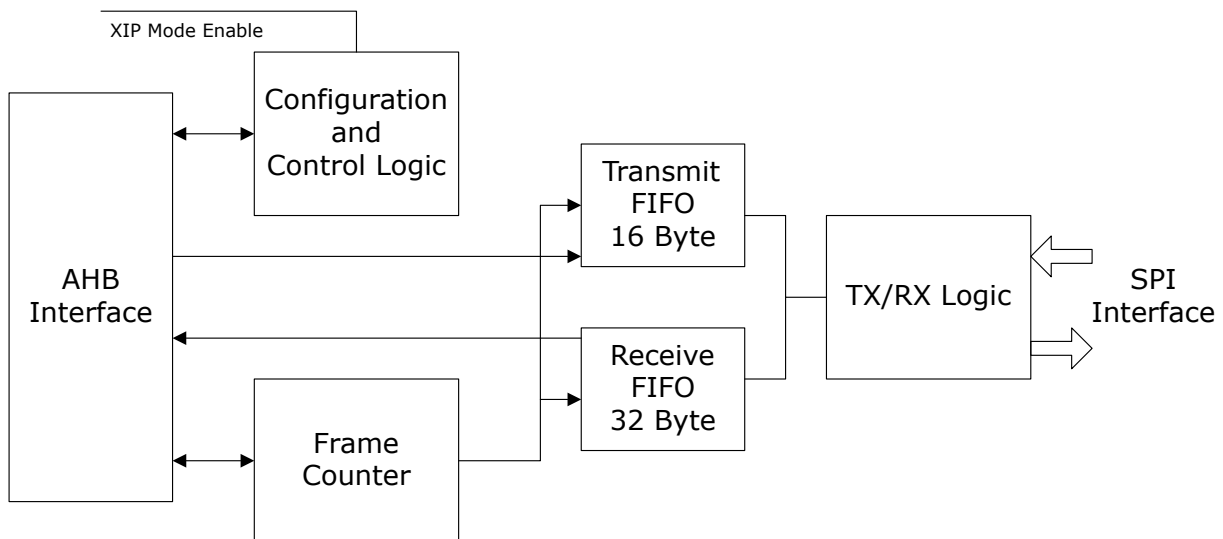 XIP Mode Enable
Configuration
and
Control Logic
Transmit
FIFO
16 Byte
AHB
Interface
TX/RX Logic
SPI
Interface
Receive
FIFO
32 Byte
Frame
Counter